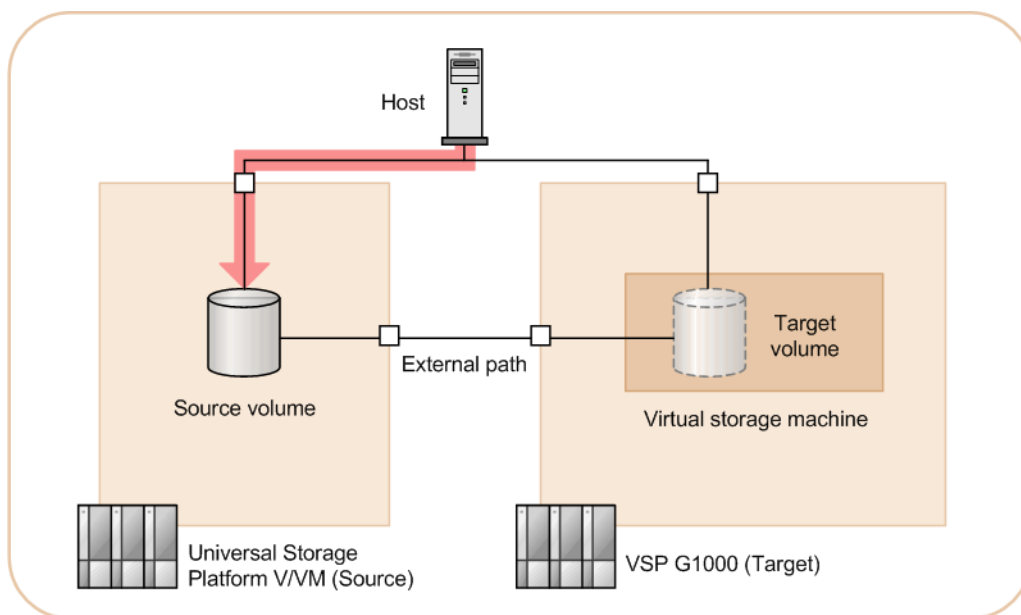 Host
External path
Source volume
Target
volume
Virtual storage machine
Universal Storage
Platform V/VM (Source)
VSP G1000 (Target)